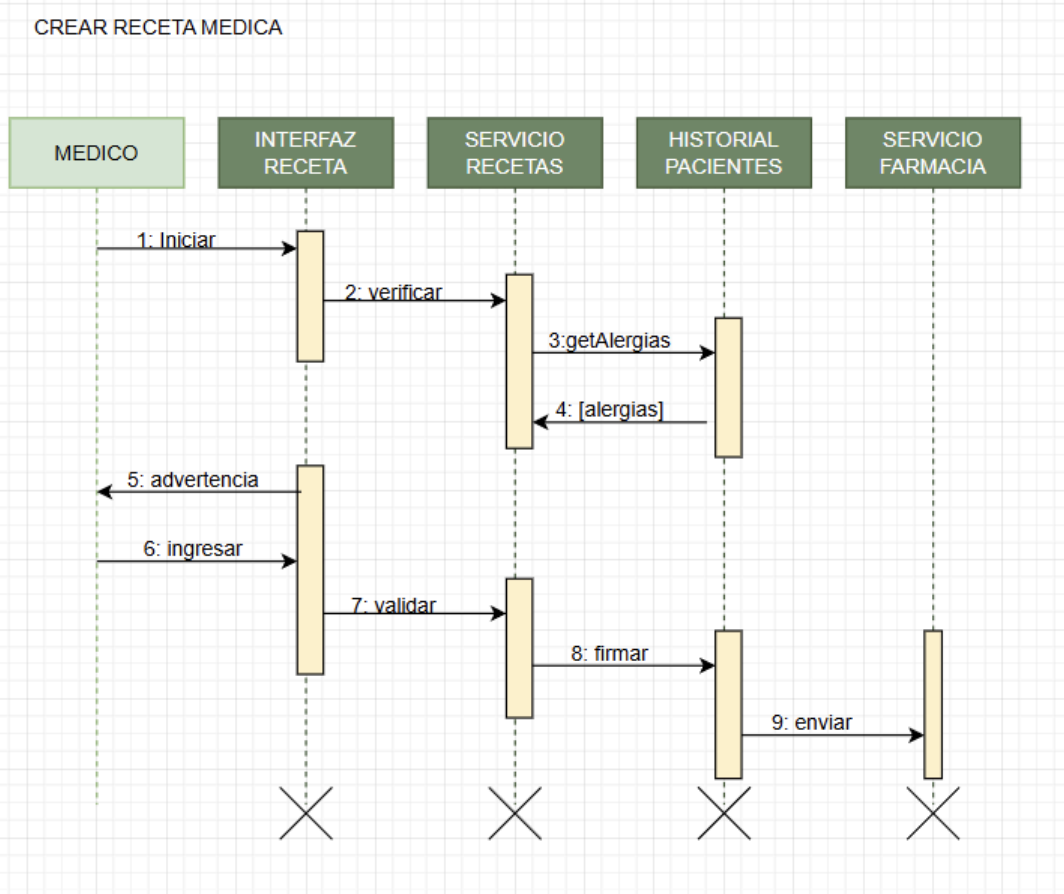 CREAR RECETA MEDICA
MEDICO
INTERFAZ
RECETA
SERVICIO
RECETAS
HISTORIAL
PACIENTES
SERVICIO
FARMACIA
1: Iniciar
2: verificar
3:getAlergias
4: [alergias]
5: advertencia
6: ingresar
7: validar
8: firmar
9: enviar